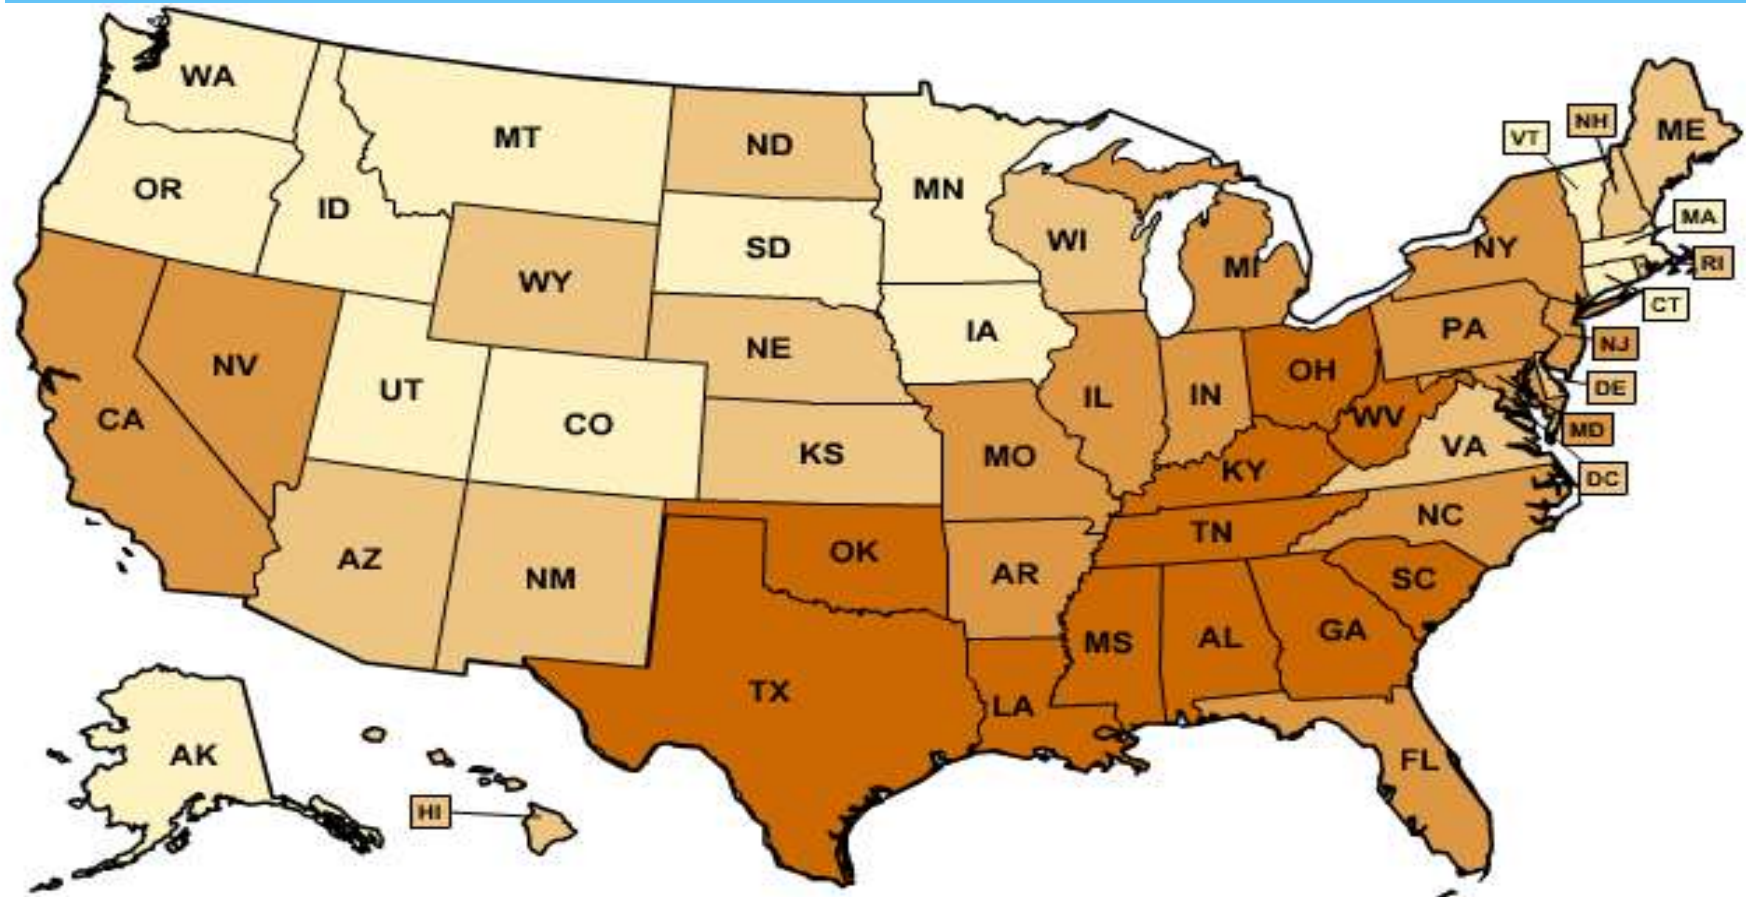 WA
MT
ND
MN
VT
NH
ME
OR
ID
SD
WI
MI
NY
MA
RI
WY
CT
NV
UT
CO
NE
IA
IL
IN
OH
PA
NJ
DE
CA
KS
MO
KY
WV
VA
MD
DC
AZ
NM
OK
AR
TN
NC
TX
LA
MS
AL
GA
SC
FL
AK
HI